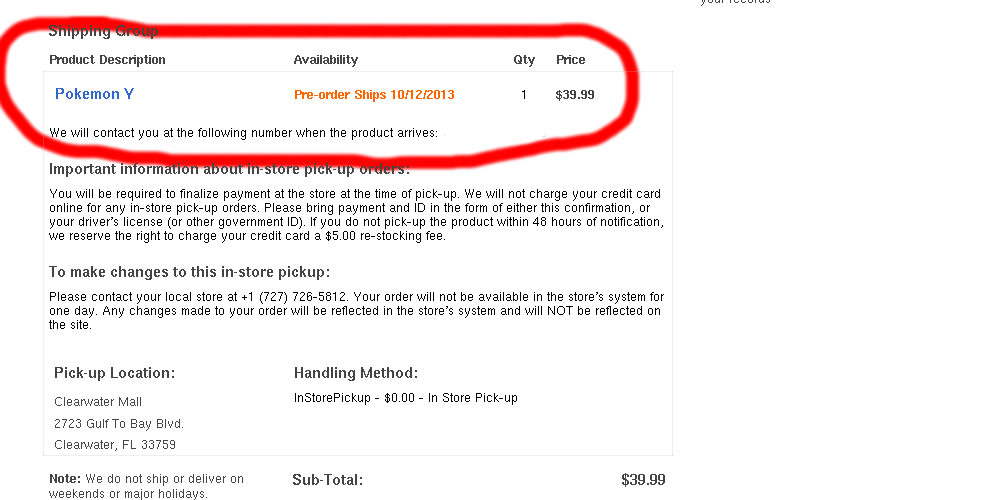 your records
Shipping Group
Product Description Availability Qty Price
Pokemon Y Pre-order Ships 10/12/2013 1 $39.99
We will contact you at the following number when the product arrives:
Important information about in-store pick-up orders:
You will be required to finalize payment at the store at the time of pick-up. We will not charge your credit card
online for any in-store pick-up orders. Please bring payment and ID in the form of either this confirmation, or
your driver's license (or other government ID). If you do not pick-up the product within 48 hours of notification,
we reserve the right to charge your credit card a $5.00 re-stocking fee.
To make changes to this in-store pickup:
Please contact your local store at +1 (727) 726-5812. Your order will not be available in the store's system for
one day. Any changes made to your order will be reflected in the store's system and will NOT be reflected on
the site.
Pick-up Location: Handling Method:
Clearwater Mall InStorePickup - $0.00 - In Store Pick-up
2723 Gulf To Bay Blvd.
Clearwater, FL 33759
Note: We do not ship or deliver on Sub-Total: $39.99
weekends or major holidays.